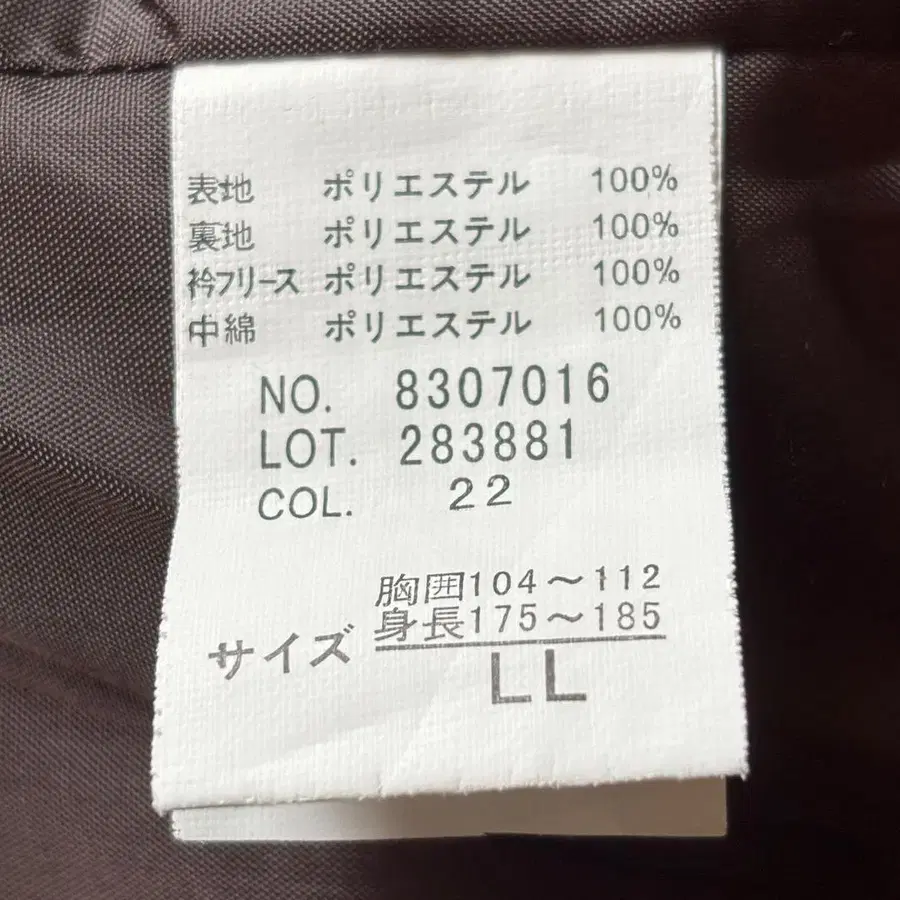 表地 ポリエステル 100%
裏地 ポリエステル 100%
衿フリース ポリエステル 100%
中綿 ポリエステル 100%
NO. 8307016
LOT. 283881
COL. 22
胸囲104～112
身長175～185
サイズ LL